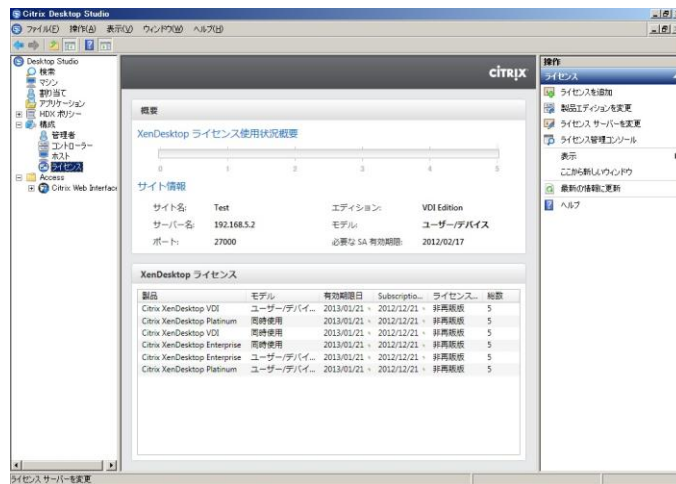 Citrix Desktop Studio
ファイル(F) 操作(A) 表示(V) ウィンドウ(W) ヘルプ(H)
Desktop Studio
検索
マシン
割り当て
アプリケーション
HDX ポリシー
構成
管理者
コントローラー
ホスト
ライセンス
Access
Citrix Web Interface
CITRIX
概要
XenDesktop ライセンス使用状況概要
0 1 2 3 4 5
サイト情報
サイト名: Test エディション: VDI Edition
サーバー名: 192.168.5.2 モデル: ユーザー/デバイス
ポート: 27000 必要な SA 有効期限: 2012/02/17
XenDesktop ライセンス
製品 モデル 有効期限日 Subscriptio... ライセンス... 総数
Citrix XenDesktop VDI ユーザー/デバイ... 2013/01/21 2012/12/21 非再販版 5
Citrix XenDesktop Platinum 同時使用 2013/01/21 2012/12/21 非再販版 5
Citrix XenDesktop VDI 同時使用 2013/01/21 2012/12/21 非再販版 5
Citrix XenDesktop Enterprise 同時使用 2013/01/21 2012/12/21 非再販版 5
Citrix XenDesktop Enterprise ユーザー/デバイ... 2013/01/21 2012/12/21 非再販版 5
Citrix XenDesktop Platinum ユーザー/デバイ... 2013/01/21 2012/12/21 非再販版 5
操作
ライセンス
ライセンスを追加
製品エディションを変更
ライセンス サーバーを変更
ライセンス管理コンソール
表示
ここから新しいウィンドウ
最新の情報に更新
ヘルプ
ライセンス サーバーを変更